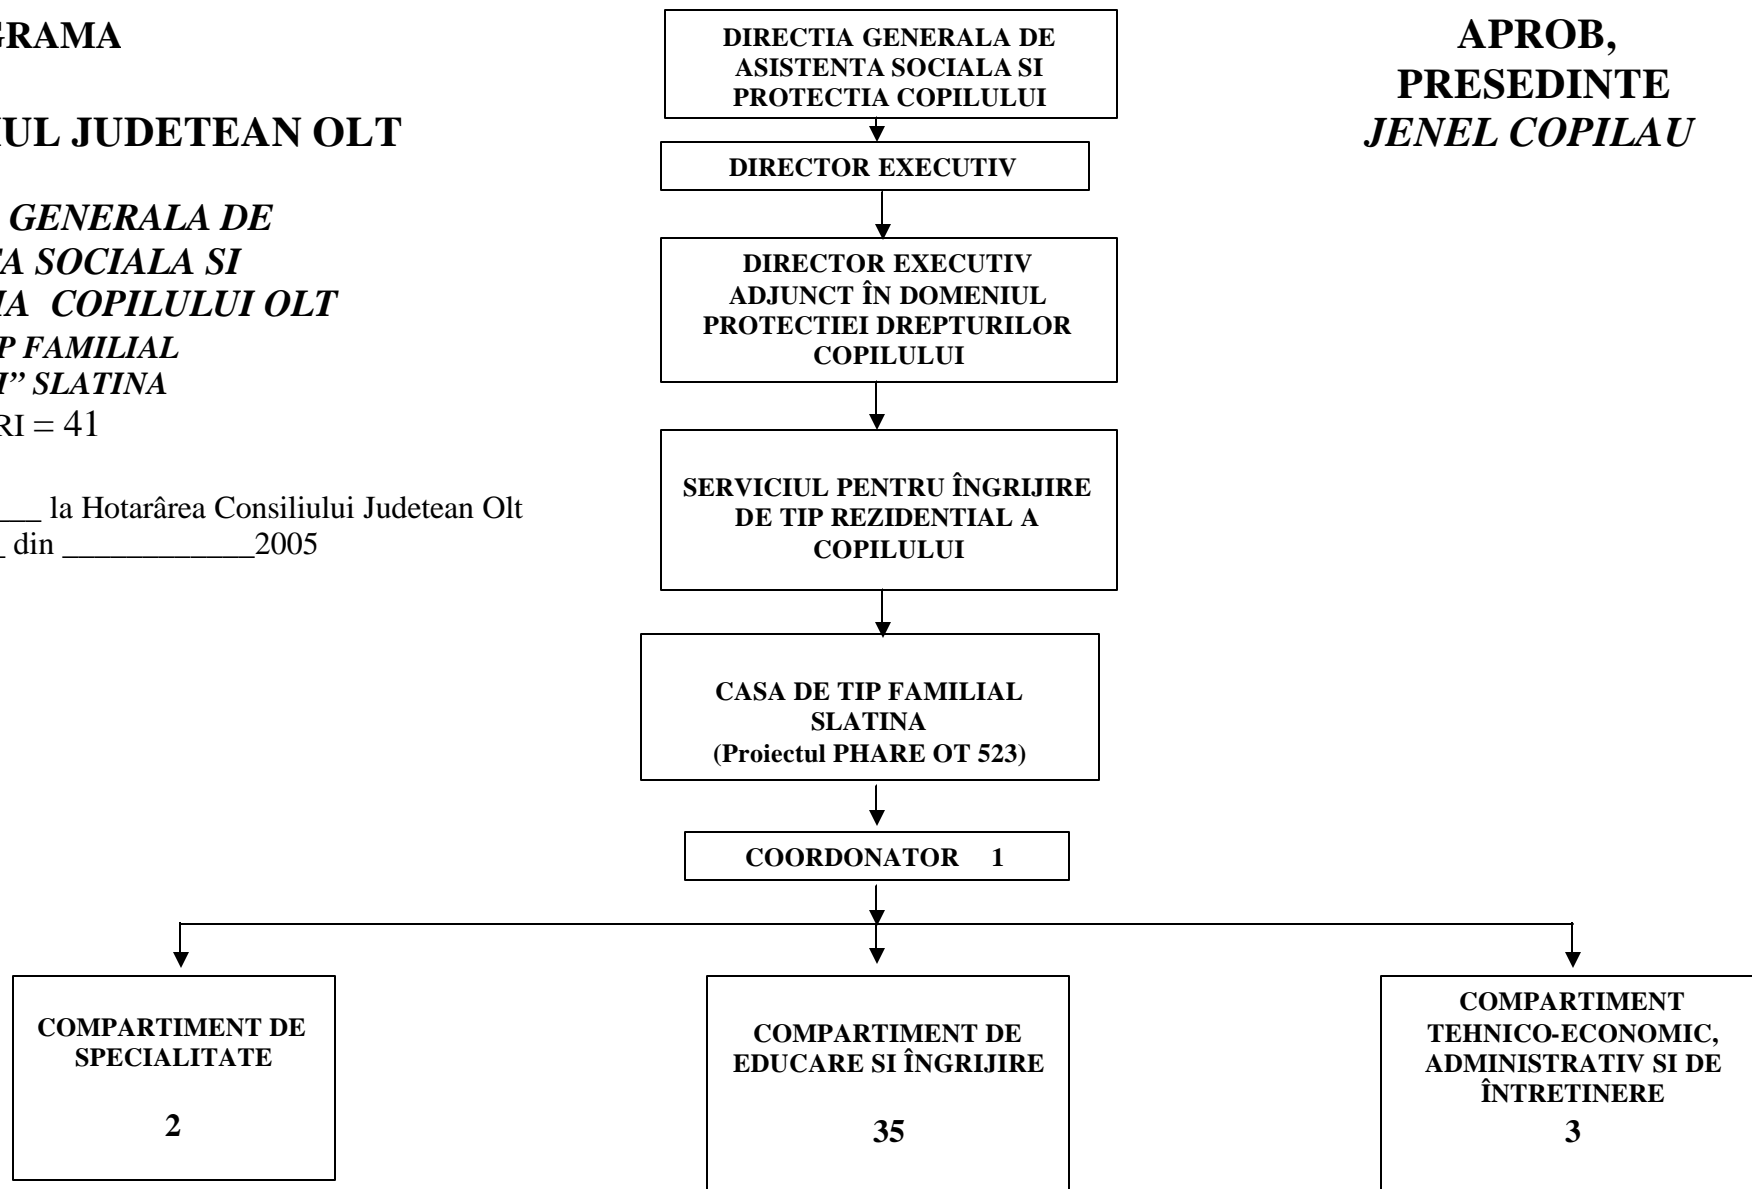 GRAMA
IUL JUDETEAN OLT
GENERALA DE
TA SOCIALA SI
IA COPILULUI OLT
P FAMILIAL
I” SLATINA
RI = 41
___ la Hotarârea Consiliului Judetean Olt
_ din ____________2005
DIRECTIA GENERALA DE
ASISTENTA SOCIALA SI
PROTECTIA COPILULUI
APROB,
PRESEDINTE
JENEL COPILAU
DIRECTOR EXECUTIV
DIRECTOR EXECUTIV
ADJUNCT ÎN DOMENIUL
PROTECTIEI DREPTURILOR
COPILULUI
SERVICIUL PENTRU ÎNGRIJIRE
DE TIP REZIDENTIAL A
COPILULUI
CASA DE TIP FAMILIAL
SLATINA
(Proiectul PHARE OT 523)
COORDONATOR 1
COMPARTIMENT DE
SPECIALITATE
2
COMPARTIMENT DE
EDUCARE SI ÎNGRIJIRE
35
COMPARTIMENT
TEHNICO-ECONOMIC,
ADMINISTRATIV SI DE
ÎNTRETINERE
3